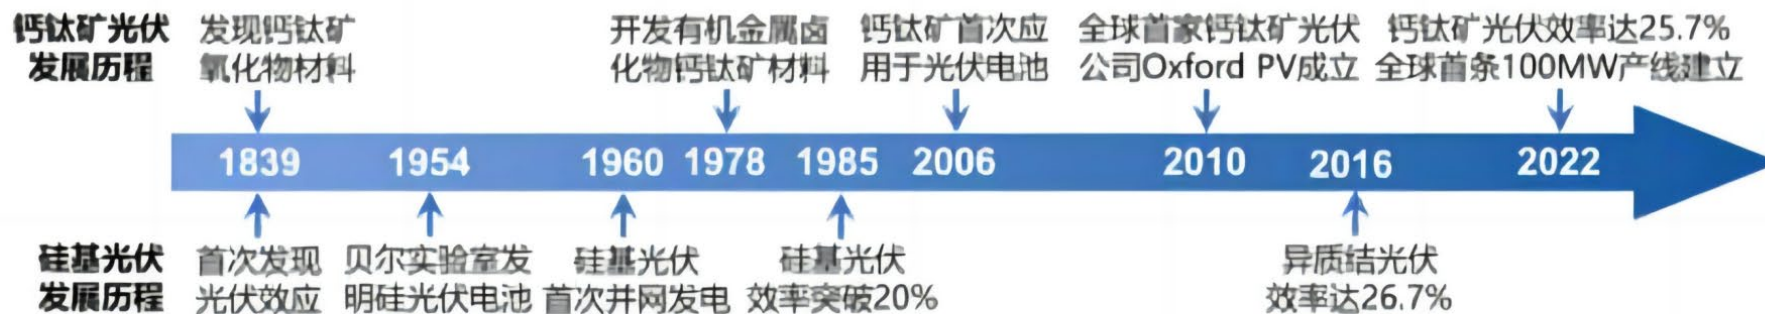 钙钛矿光伏
发展历程
发现钙钛矿
氧化物材料
开发有机金属卤
化物钙钛矿材料
钙钛矿首次应
用于光伏电池
全球首家钙钛矿光伏
公司Oxford PV成立
钙钛矿光伏效率达25.7%
全球首条100MW产线建立
1839 1954 1960 1978 1985 2006 2010 2016 2022
硅基光伏
发展历程
首次发现
光伏效应
贝尔实验室发
明硅光伏电池
硅基光伏
首次并网发电
硅基光伏
效率突破20%
异质结光伏
效率达26.7%